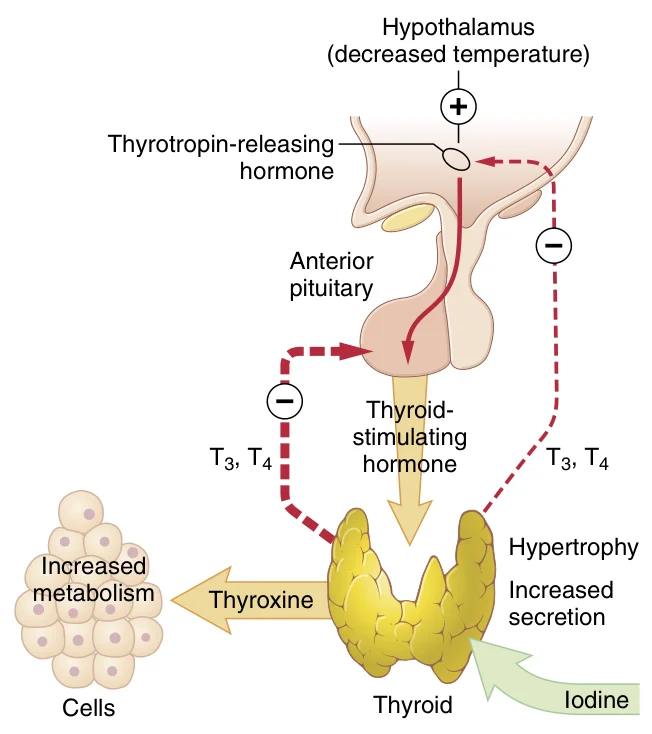 Hypothalamus
(decreased temperature)
+
Thyrotropin-releasing
hormone
−
Anterior
pituitary
−
Thyroid-
stimulating
hormone
T3, T4
T3, T4
Hypertrophy
Increased
metabolism
Thyroxine
Increased
secretion
Iodine
Thyroid
Cells